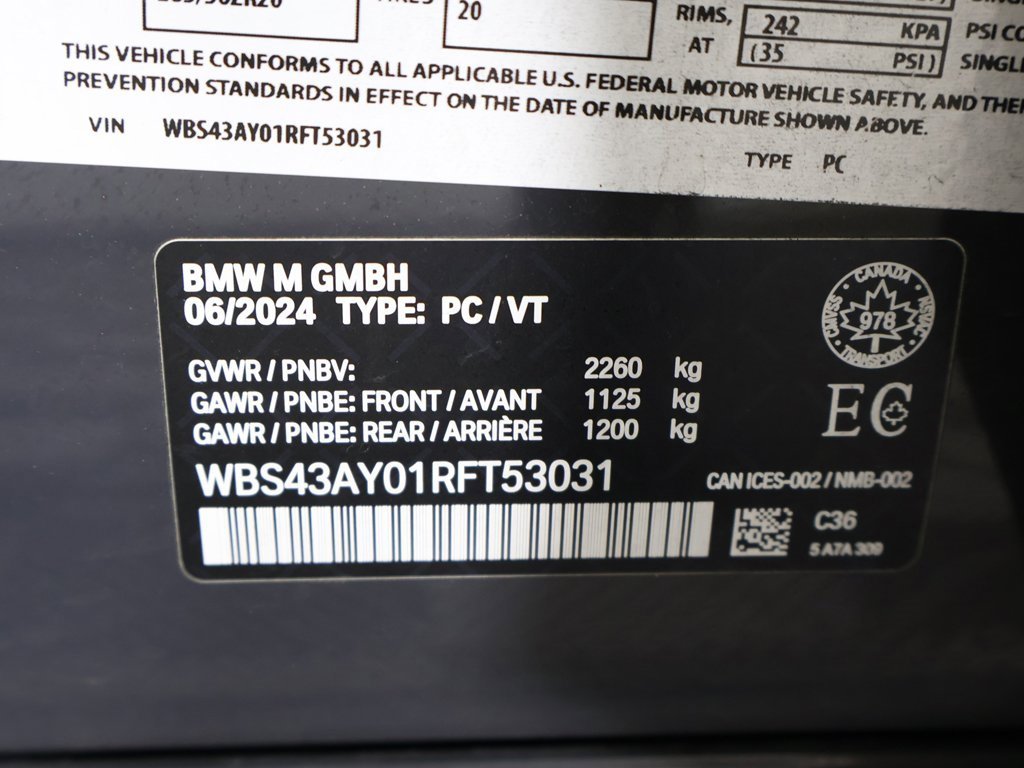 20
RIMS, 242 KPA PSI
AT (35 PSI)
THIS VEHICLE CONFORMS TO ALL APPLICABLE U.S. FEDERAL MOTOR VEHICLE SAFETY, AND
PREVENTION STANDARDS IN EFFECT ON THE DATE OF MANUFACTURE SHOWN ABOVE.
VIN WBS43AY01RFT53031
TYPE PC
BMW M GMBH
06/2024 TYPE: PC / VT
CANADA
CMVSS 978 NSVAC
TRANSPORT
GVWR / PNBV: 2260 kg
GAWR / PNBE: FRONT / AVANT 1125 kg
GAWR / PNBE: REAR / ARRIÈRE 1200 kg
EC
WBS43AY01RFT53031
CAN ICES-002 / NMB-002
C36
5 A7A 309